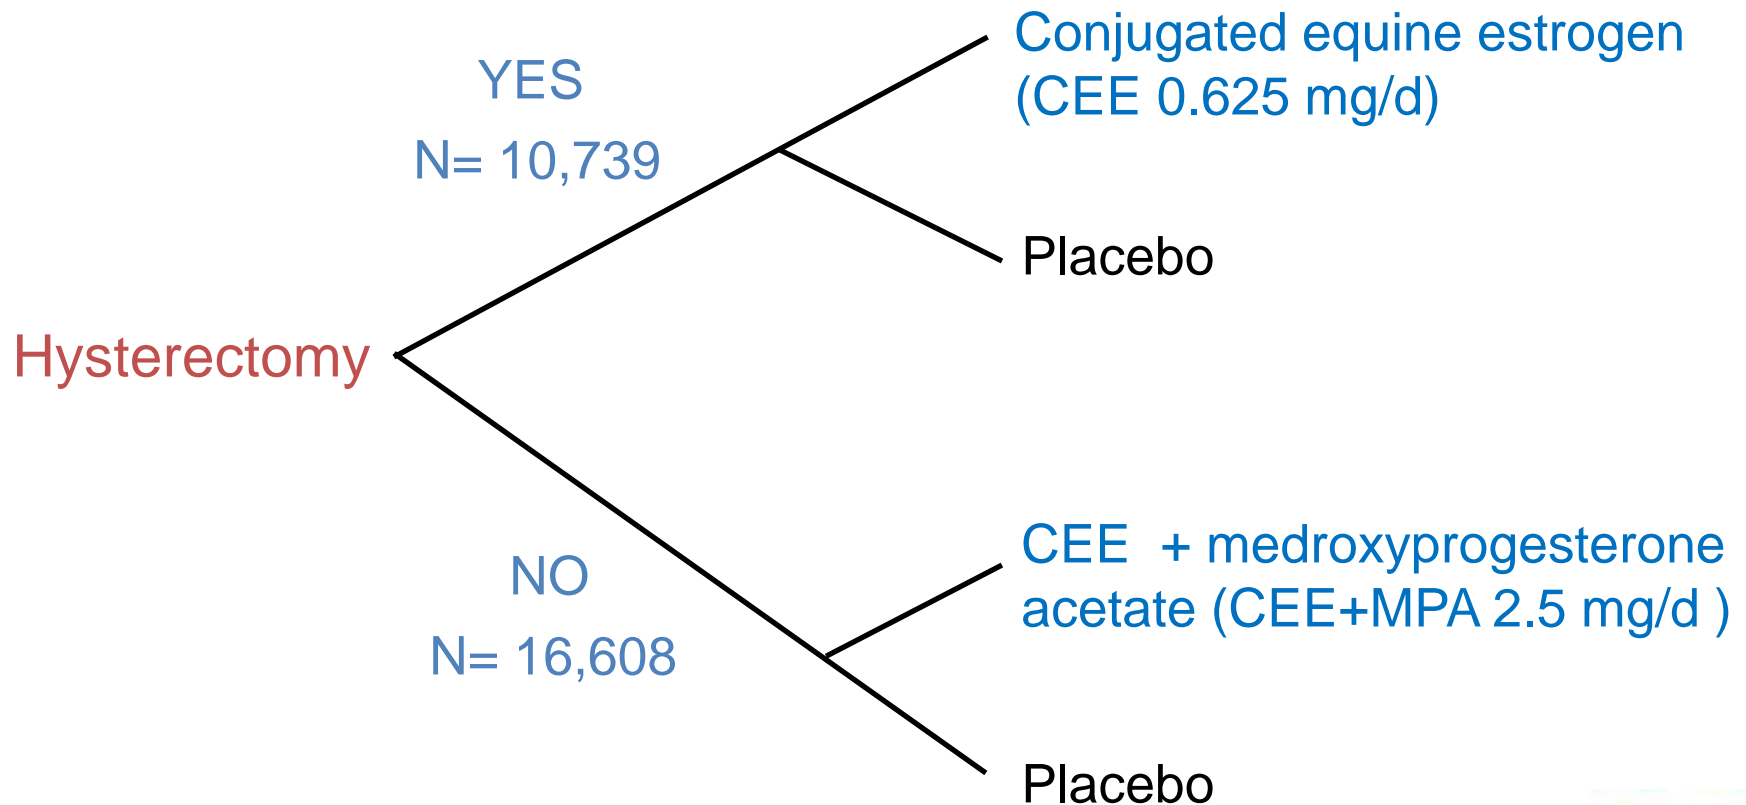 Conjugated equine estrogen
(CEE 0.625 mg/d)
YES
N= 10,739
Placebo
Hysterectomy
CEE + medroxyprogesterone
acetate (CEE+MPA 2.5 mg/d )
NO
N= 16,608
Placebo